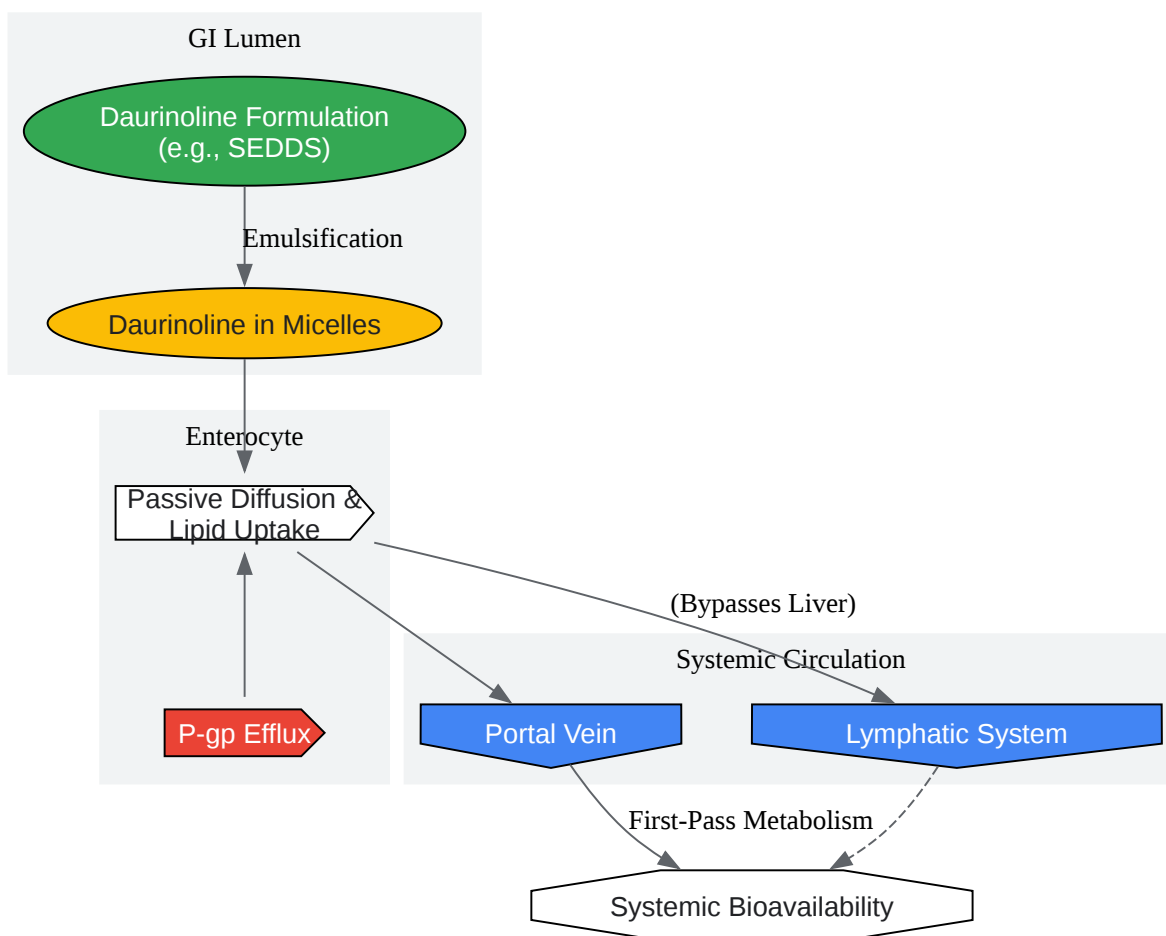 GI Lumen
Daurinoline Formulation
(e.g., SEDDS)
Emulsification
Daurinoline in Micelles
Enterocyte
Passive Diffusion &
Lipid Uptake
(Bypasses Liver)
Systemic Circulation
P-gp Efflux
Portal Vein
Lymphatic System
First-Pass Metabolism
Systemic Bioavailability